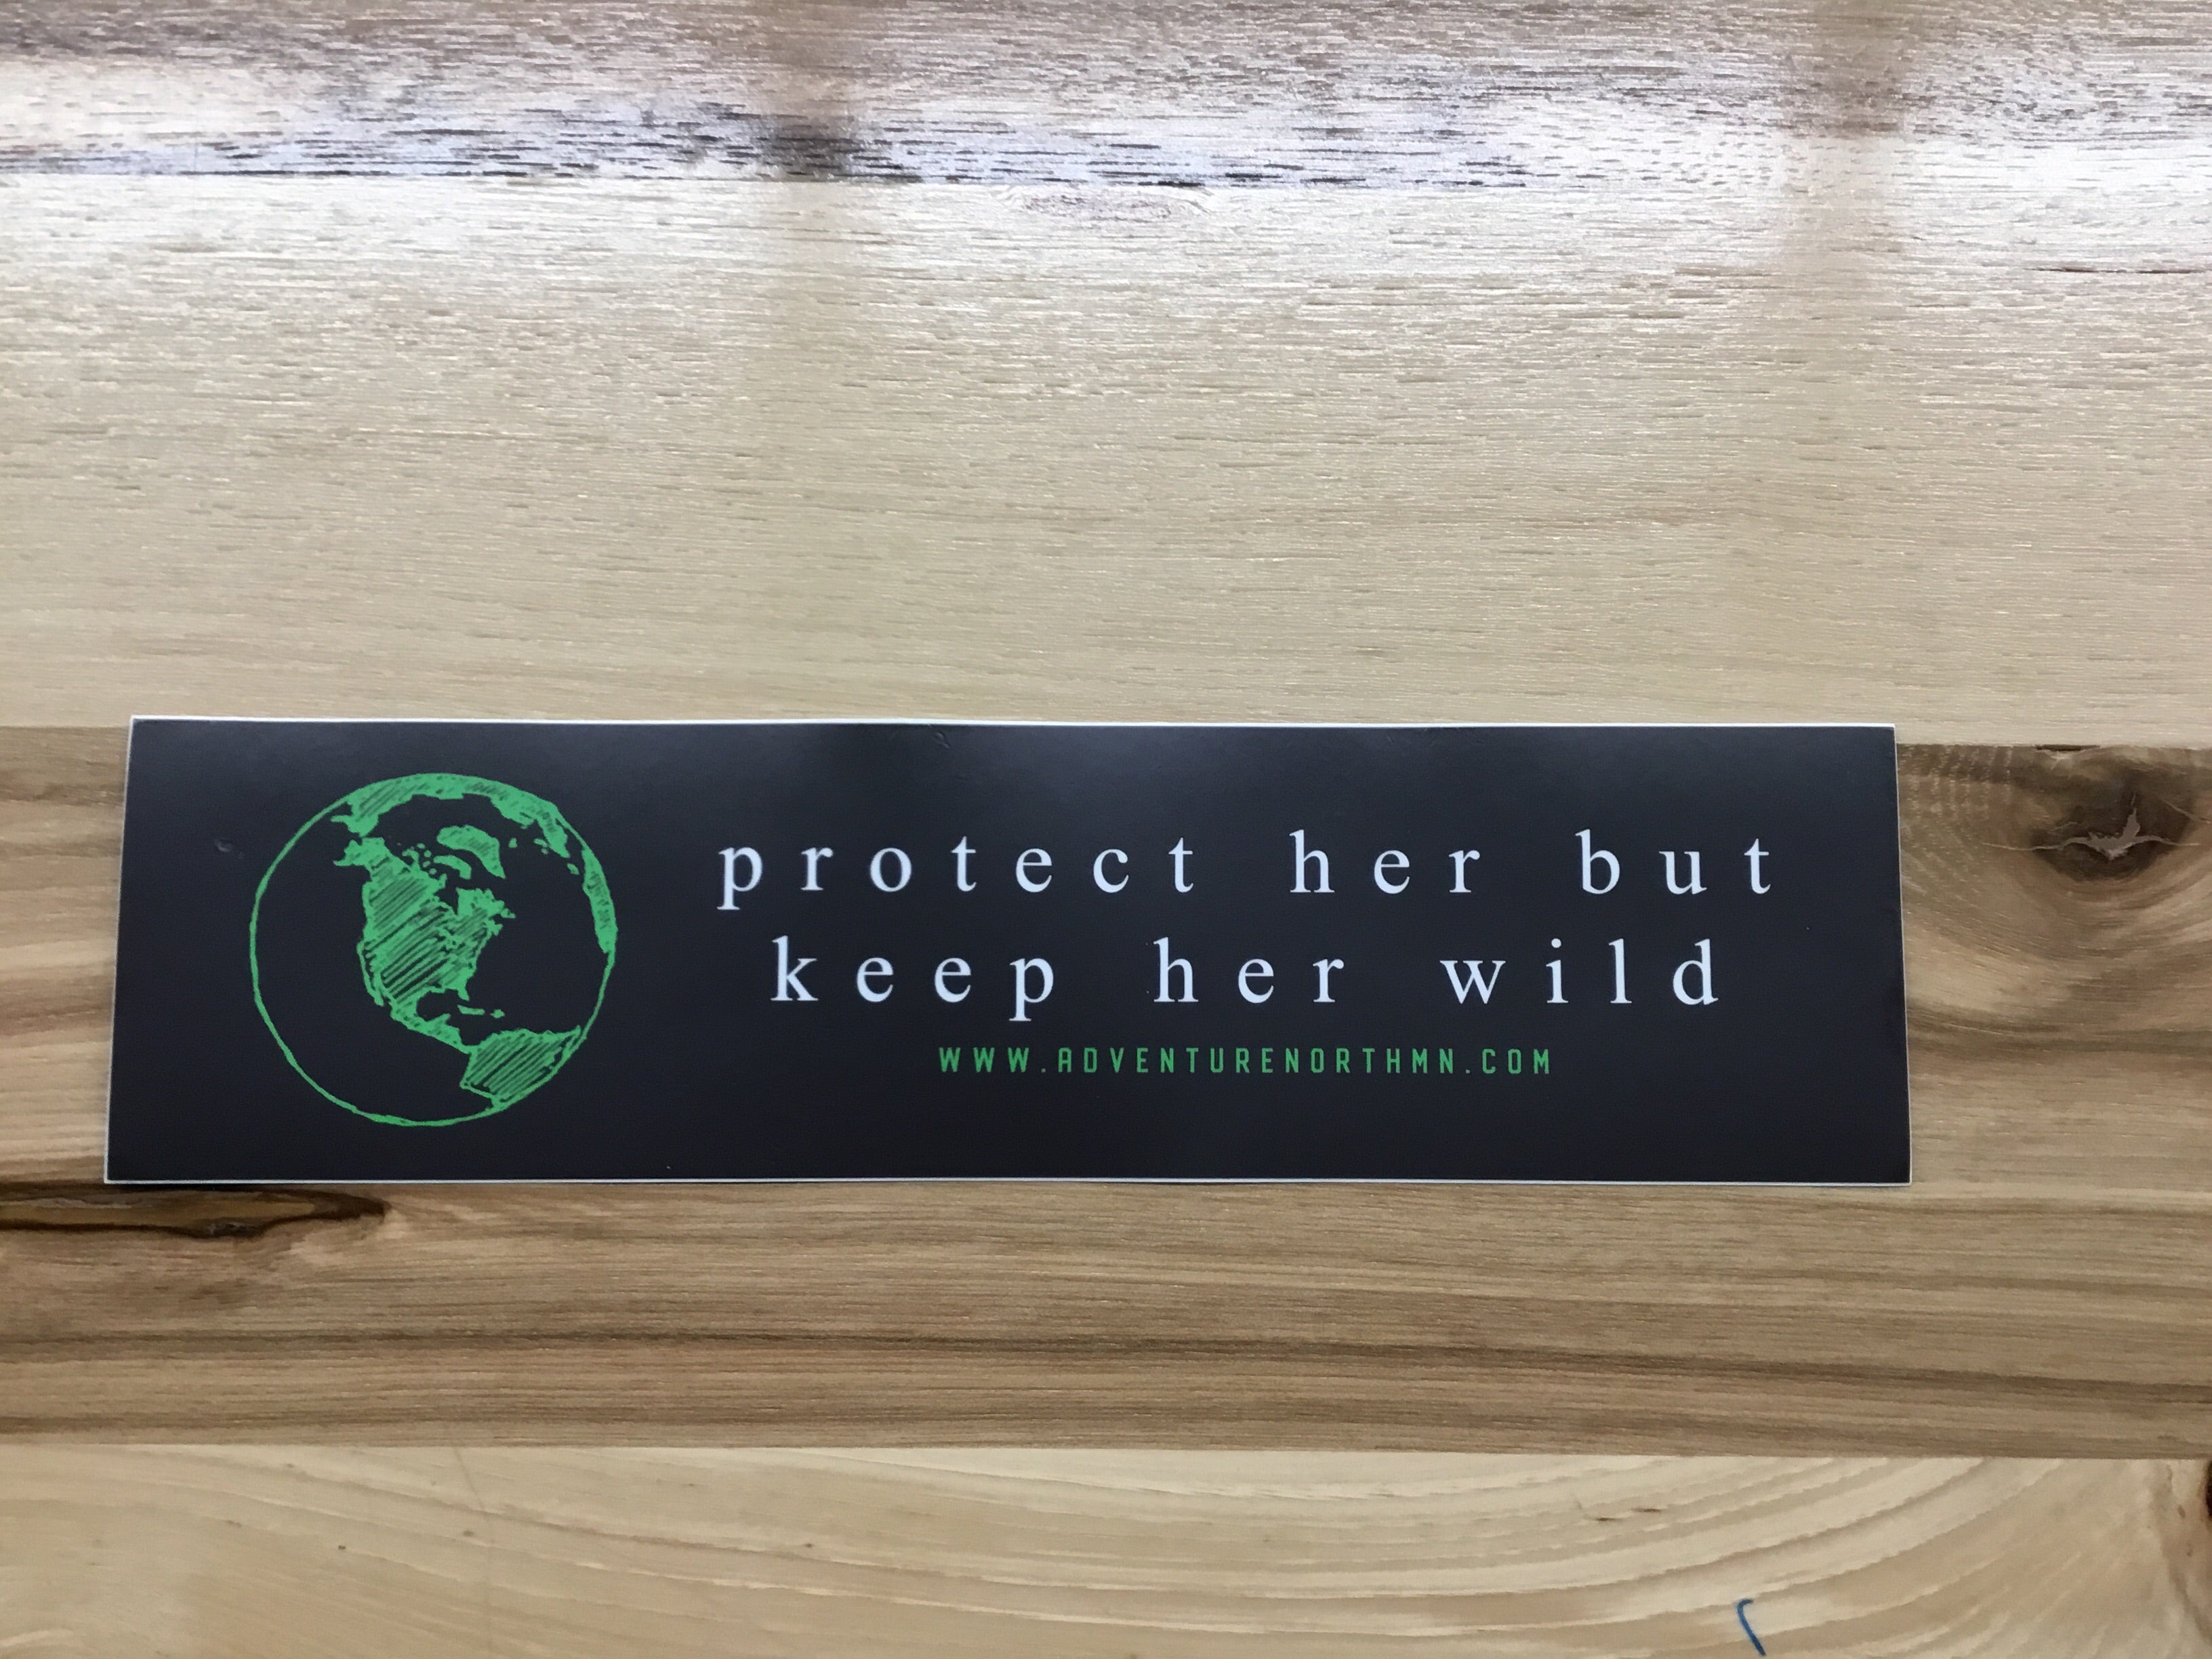 protect her but
keep her wild
WWW.ADVENTURENORTHMN.COM